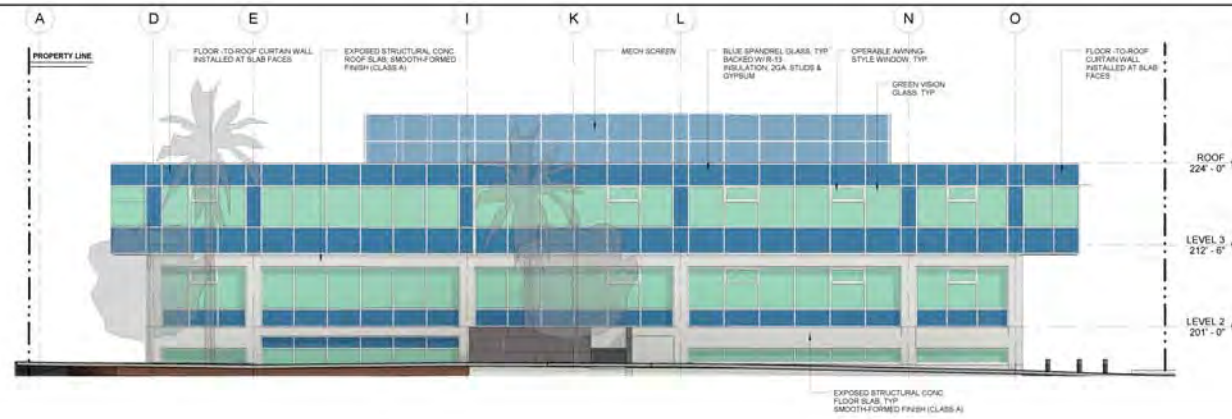 A
D
E
I
K
L
N
O
PROPERTY LINE
FLOOR -TO-ROOF CURTAIN WALL
INSTALLED AT SLAB FACES
EXPOSED STRUCTURAL CONC.
ROOF SLAB; SMOOTH-FORMED
FINISH (CLASS A)
MECH SCREEN
BLUE SPANDREL GLASS, TYP
BACKED W/ R-13
INSULATION, 2GA. STUDS &
GYPSUM
OPERABLE AWNING-
STYLE WINDOW, TYP.
GREEN VISION
GLASS, TYP
FLOOR -TO-ROOF
CURTAIN WALL
INSTALLED AT SLAB
FACES
ROOF
224' - 0"
LEVEL 3
212' - 6"
LEVEL 2
201' - 0"
EXPOSED STRUCTURAL CONC.
FLOOR SLAB, TYP
SMOOTH-FORMED FINISH (CLASS A)